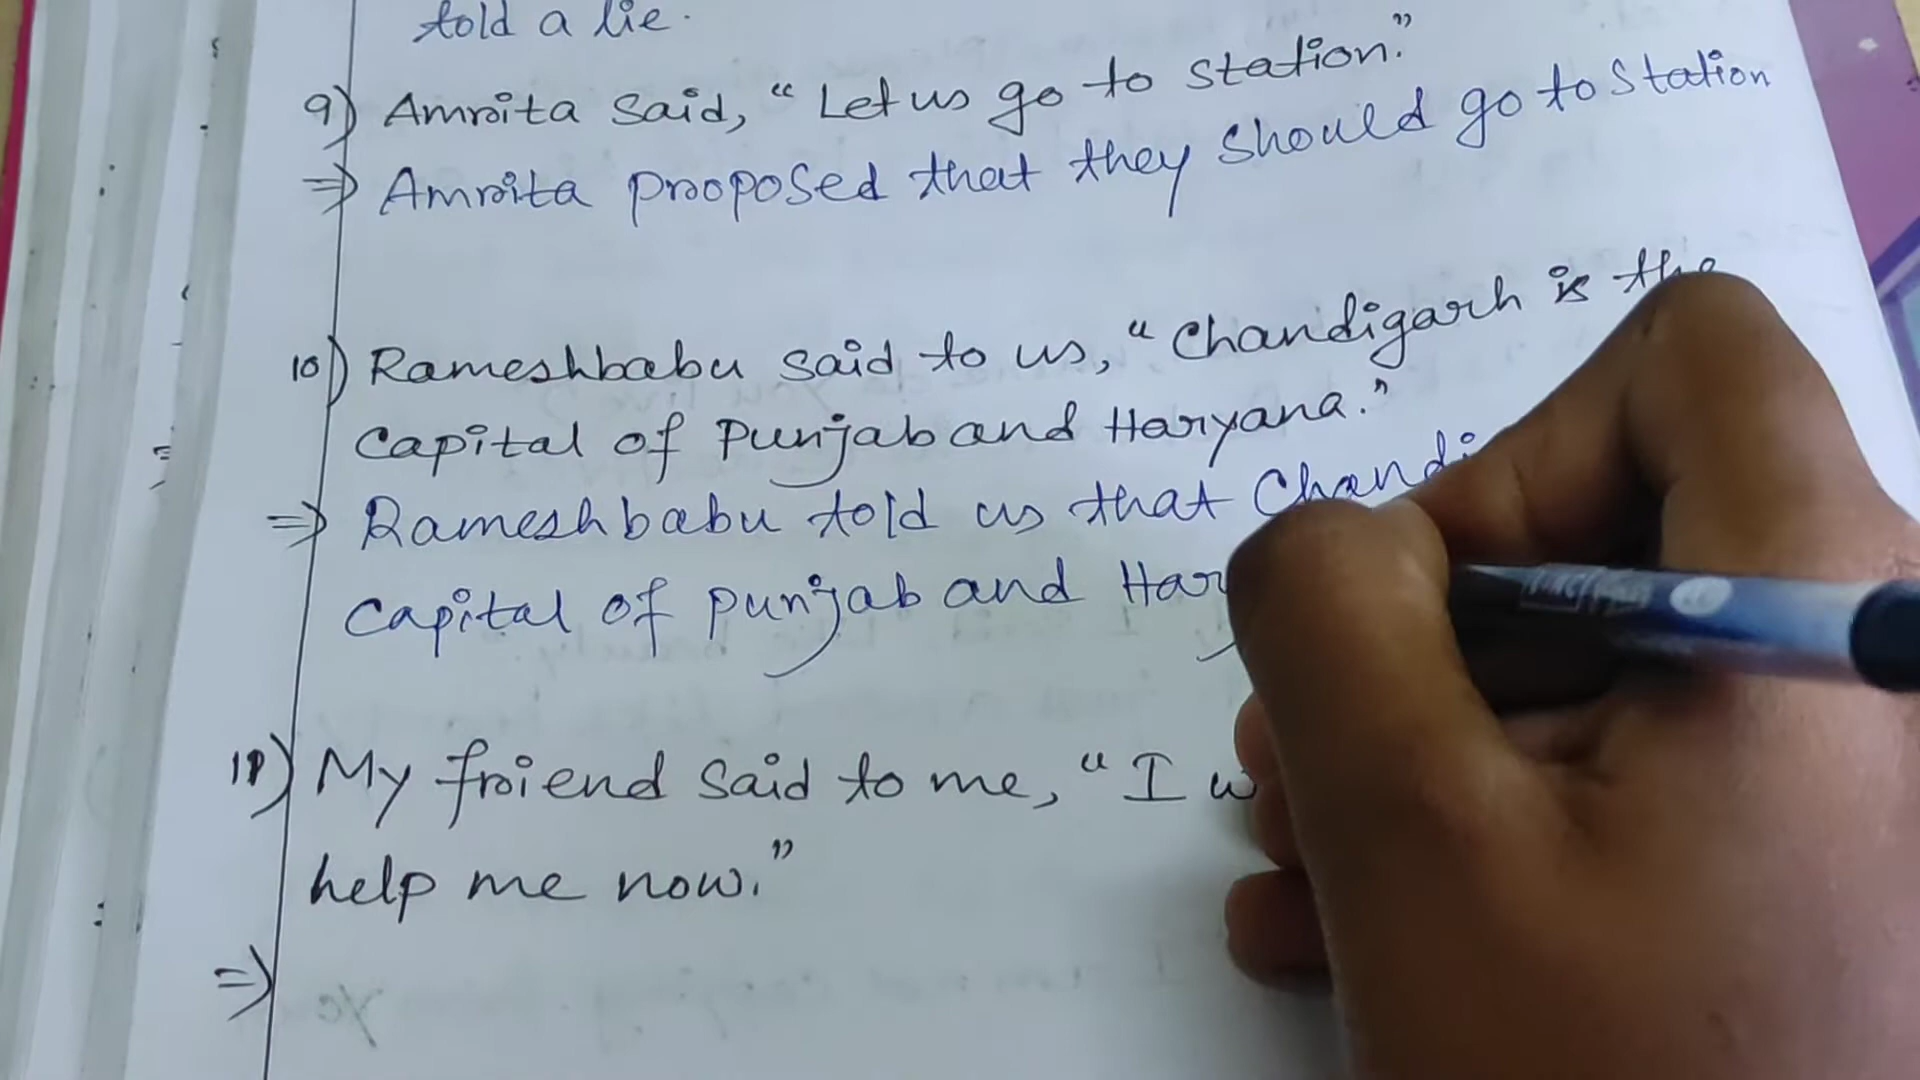 told a lie.
9) Amrita said, "Let us go to station."
⇒ Amrita proposed that they should go to station
10) Rameshbabu said to us, "Chandigarh is the
capital of Punjab and Haryana."
⇒ Rameshbabu told us that
capital of punjab and
11) My friend said to me, "I
help me now."
⇒